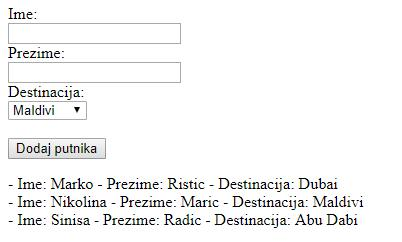 Ime:
Prezime:
Destinacija:
Maldivi
Dodaj putnika
- Ime: Marko - Prezime: Ristic - Destinacija: Dubai
- Ime: Nikolina - Prezime: Maric - Destinacija: Maldivi
- Ime: Sinisa - Prezime: Radic - Destinacija: Abu Dabi